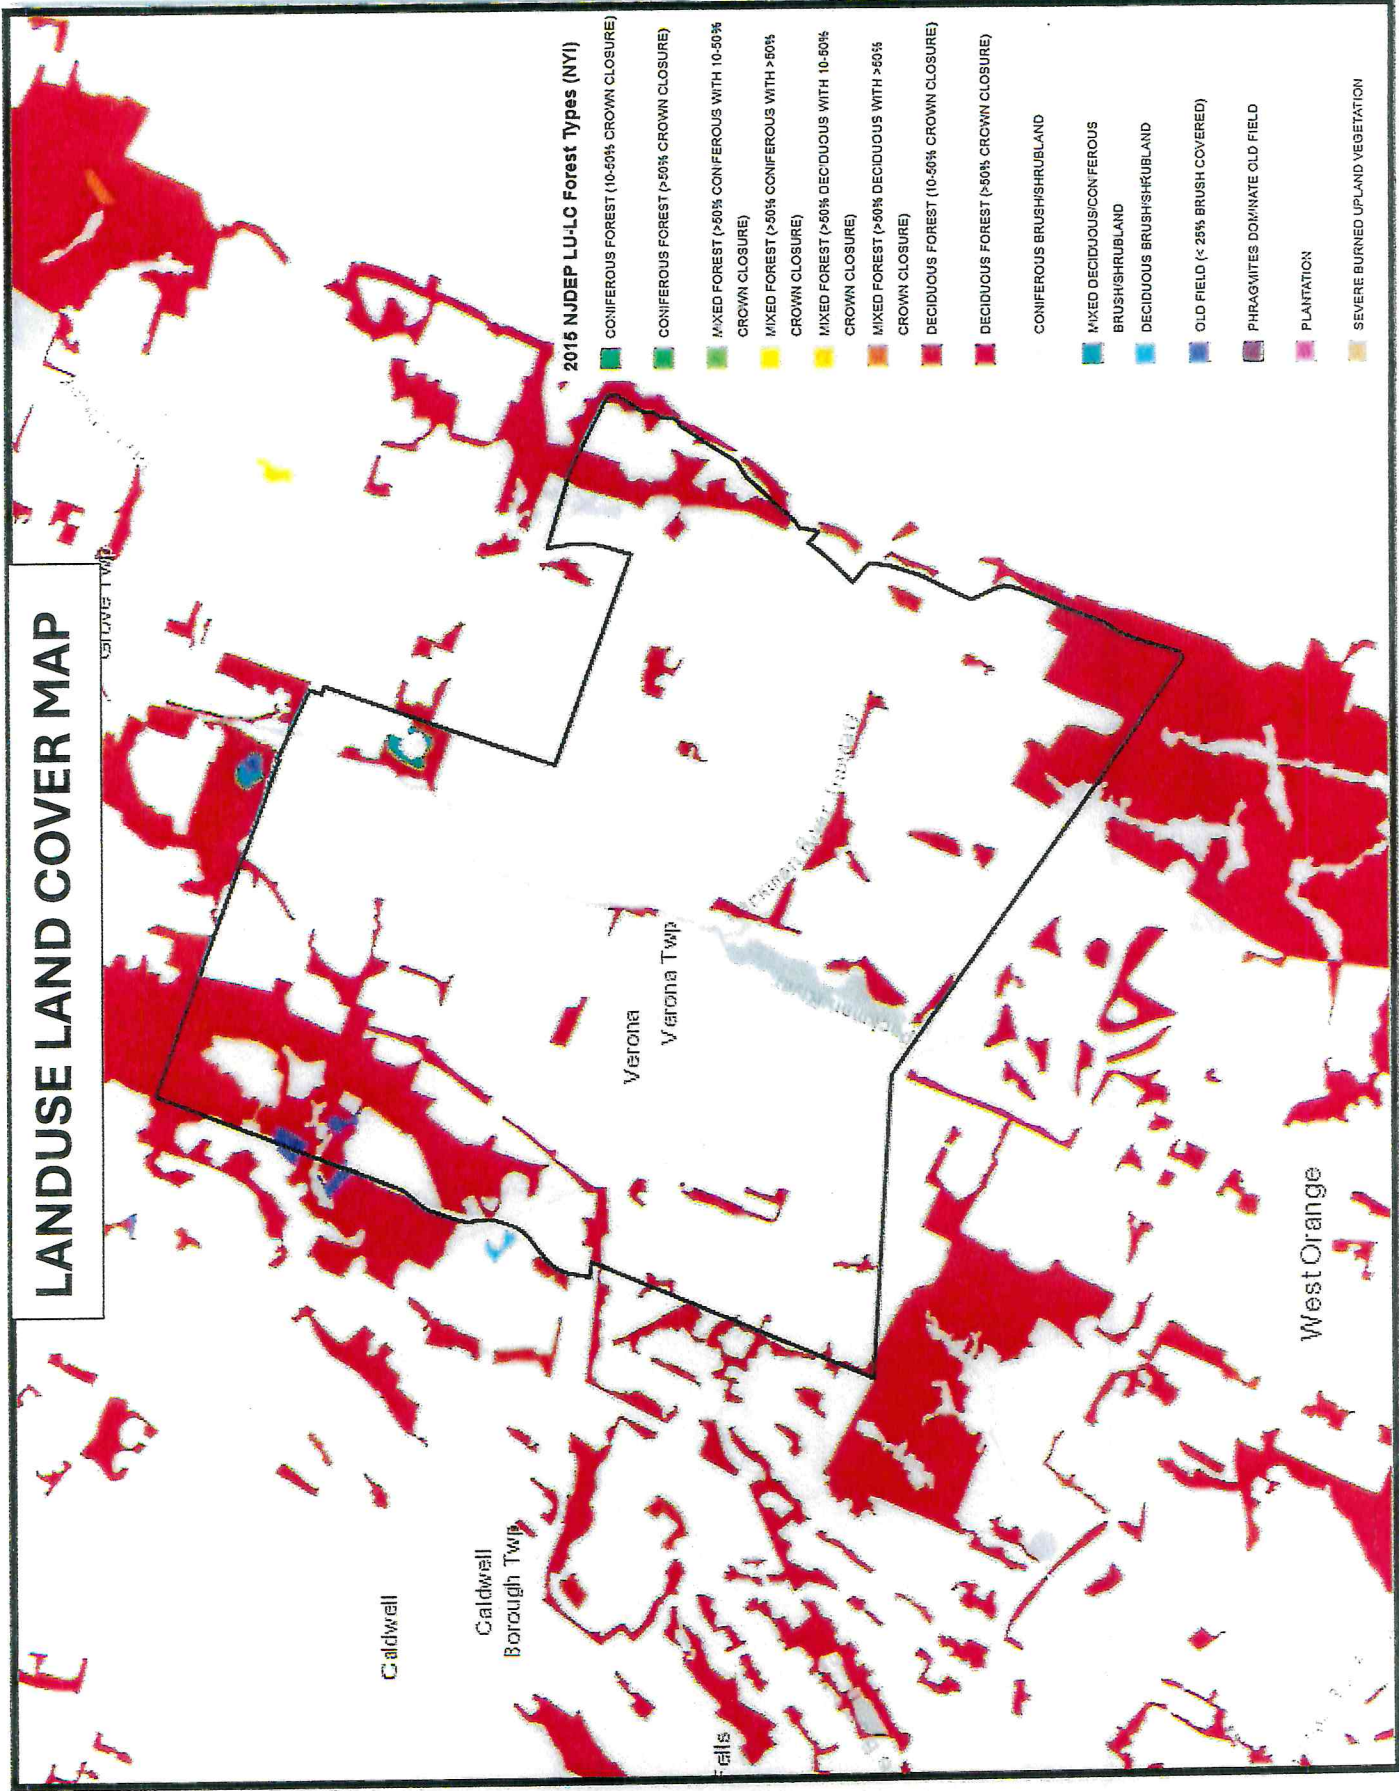 LANDUSE LAND COVER MAP
2015 NJDEP LU-LC Forest Types (NYI)
CONIFEROUS FOREST (10-50% CROWN CLOSURE)
CONIFEROUS FOREST (>50% CROWN CLOSURE)
MIXED FOREST (>50% CONIFEROUS WITH 10-50%
CROWN CLOSURE)
MIXED FOREST (>50% CONIFEROUS WITH >50%
CROWN CLOSURE)
MIXED FOREST (>50% DECIDUOUS WITH 10-50%
CROWN CLOSURE)
MIXED FOREST (>50% DECIDUOUS WITH >50%
CROWN CLOSURE)
DECIDUOUS FOREST (10-50% CROWN CLOSURE)
DECIDUOUS FOREST (>50% CROWN CLOSURE)
CONIFEROUS BRUSH/SHRUBLAND
MIXED DECIDUOUS/CONIFEROUS
BRUSH/SHRUBLAND
DECIDUOUS BRUSH/SHRUBLAND
OLD FIELD (< 25% BRUSH COVERED)
PHRAGMITES DOMINATE OLD FIELD
PLANTATION
SEVERE BURNED UPLAND VEGETATION
Verona
Verona Twp
Caldwell
Caldwell
Borough Twp
West Orange